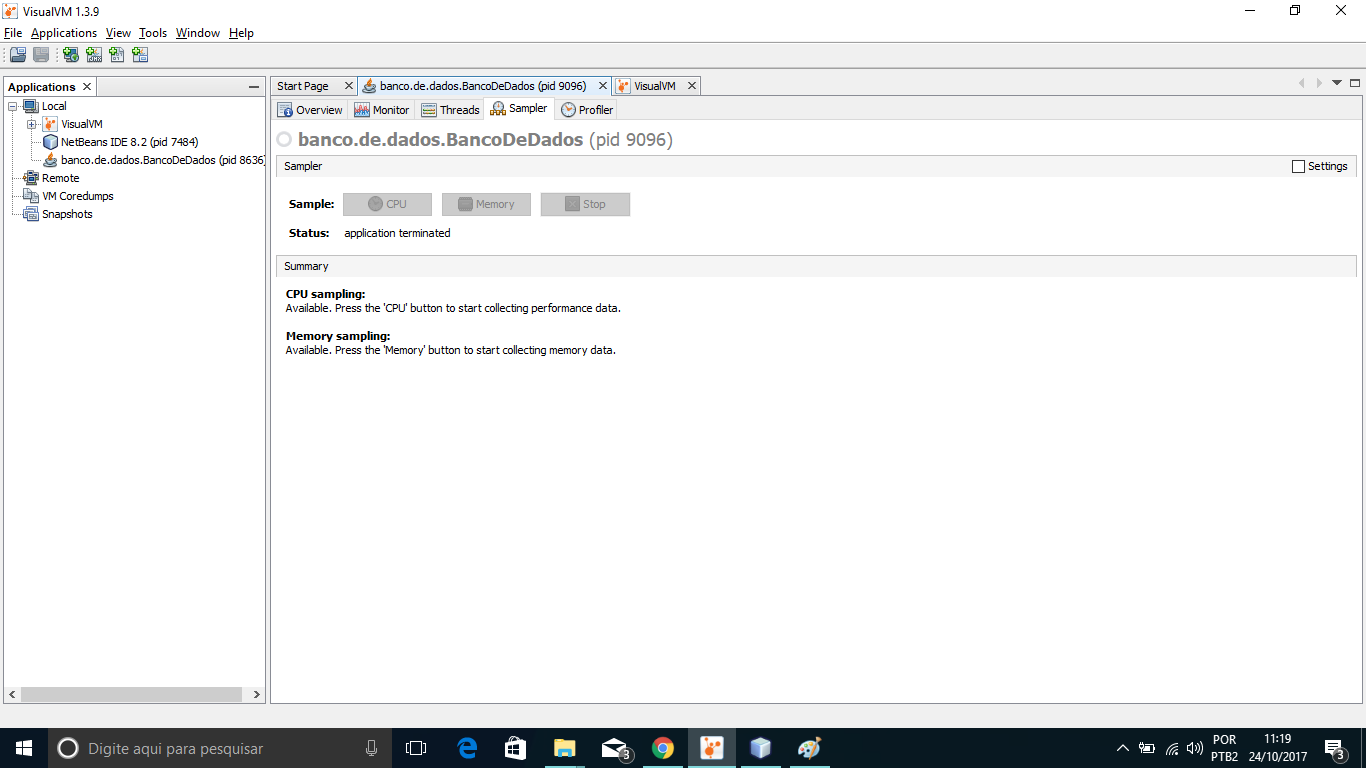 VisualVM 1.3.9
File Applications View Tools Window Help
Applications
Local
VisualVM
NetBeans IDE 8.2 (pid 7484)
banco.de.dados.BancoDeDados (pid 8636)
Remote
VM Coredumps
Snapshots
Start Page banco.de.dados.BancoDeDados (pid 9096) VisualVM
Overview Monitor Threads Sampler Profiler
banco.de.dados.BancoDeDados (pid 9096)
Sampler Settings
Sample: CPU Memory Stop
Status: application terminated
Summary
CPU sampling:
Available. Press the 'CPU' button to start collecting performance data.
Memory sampling:
Available. Press the 'Memory' button to start collecting memory data.
Digite aqui para pesquisar
3
POR 11:19
PTB2 24/10/2017
3